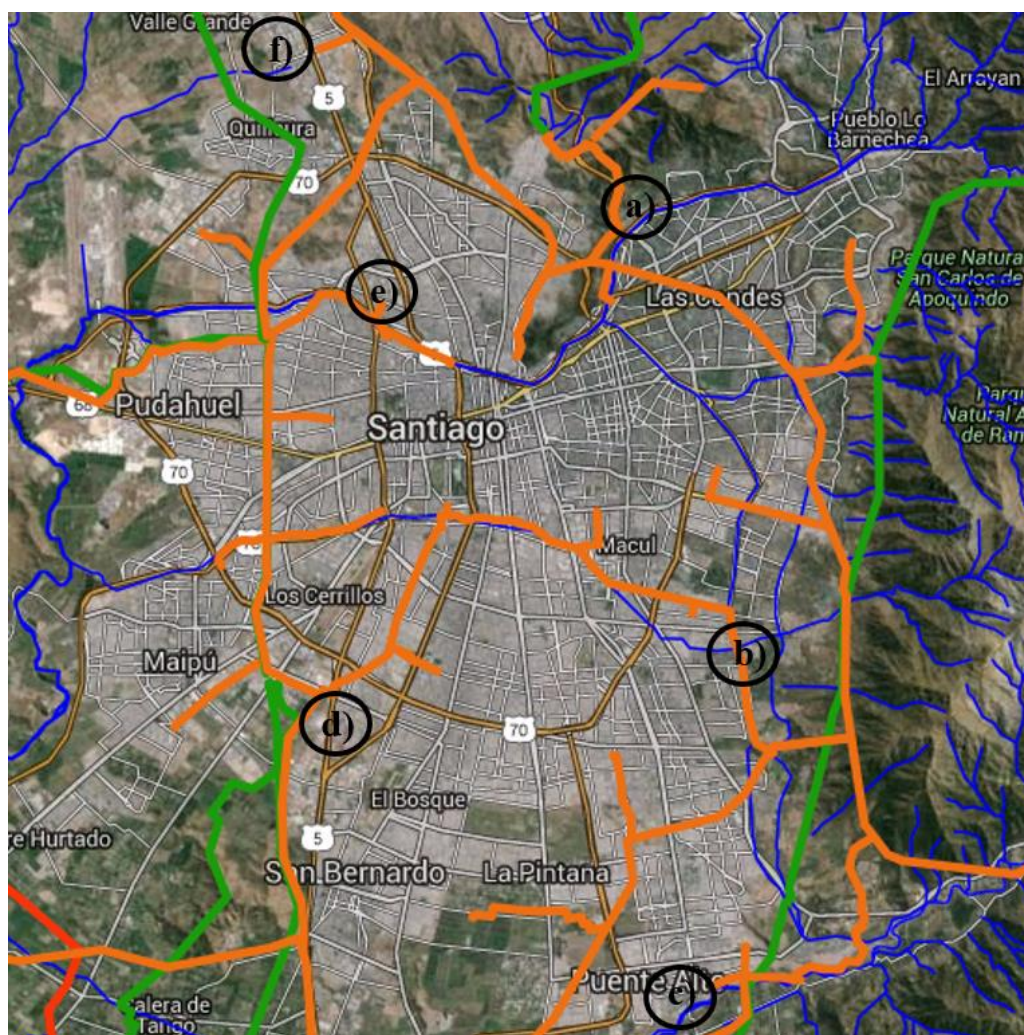 Valle Grande
f)
5
El Arrayan
Pueblo Lo
Barnechea
Quilicura
70
a)
Parque Natura
San Carlos de
Apoquindo
e)
Las Condes
68
Pudahuel
Parqu
Natural A
de Ram
Santiago
70
Macul
Los Cerrillos
Maipú
b)
d)
70
El Bosque
re Hurtado
5
San Bernardo
La Pintana
Puente Alto
c)
Calera de
Tango